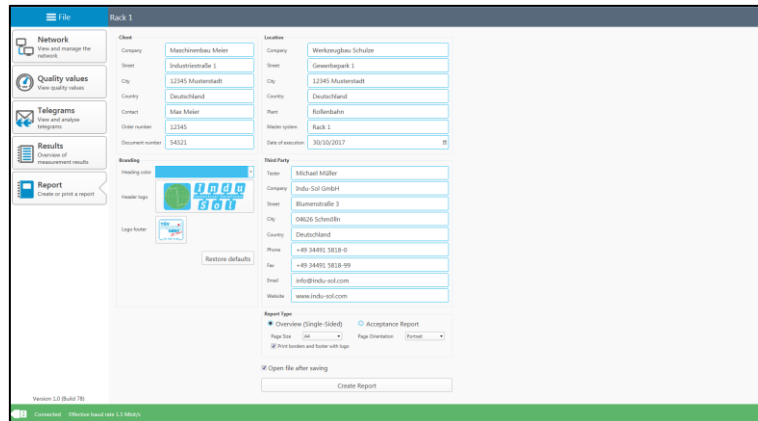 File
Rack 1
Network
View and manage the
network
Quality values
View quality values
Telegrams
View and analyse
telegrams
Results
Overview of
measurement results
Report
Create or print a report
Version 1.0 (Build 78)
Client
Company Maschinenbau Meier
Street Industriestraße 1
City 12345 Musterstadt
Country Deutschland
Contact Max Meier
Order number 12345
Document number 54321
Branding
Heading color
Header logo
Indu
Sol
Logo footer
Restore defaults
Location
Company Werkzeugbau Schulze
Street Gewerbepark 1
City 12345 Musterstadt
Country Deutschland
Plant Rollenbahn
Master system Rack 1
Date of execution 30/10/2017
Third Party
Tester Michael Müller
Company Indu-Sol GmbH
Street Blumenstraße 3
City 04626 Schmölln
Country Deutschland
Phone +49 34491 5818-0
Fax +49 34491 5818-99
Email info@indu-sol.com
Website www.indu-sol.com
Report Type
Overview (Single-Sided) Acceptance Report
Page Size A4 Page Orientation Portrait
Print borders and footer with logo
Open file after saving
Create Report
Connected Effective baud rate 1.5 Mbit/s